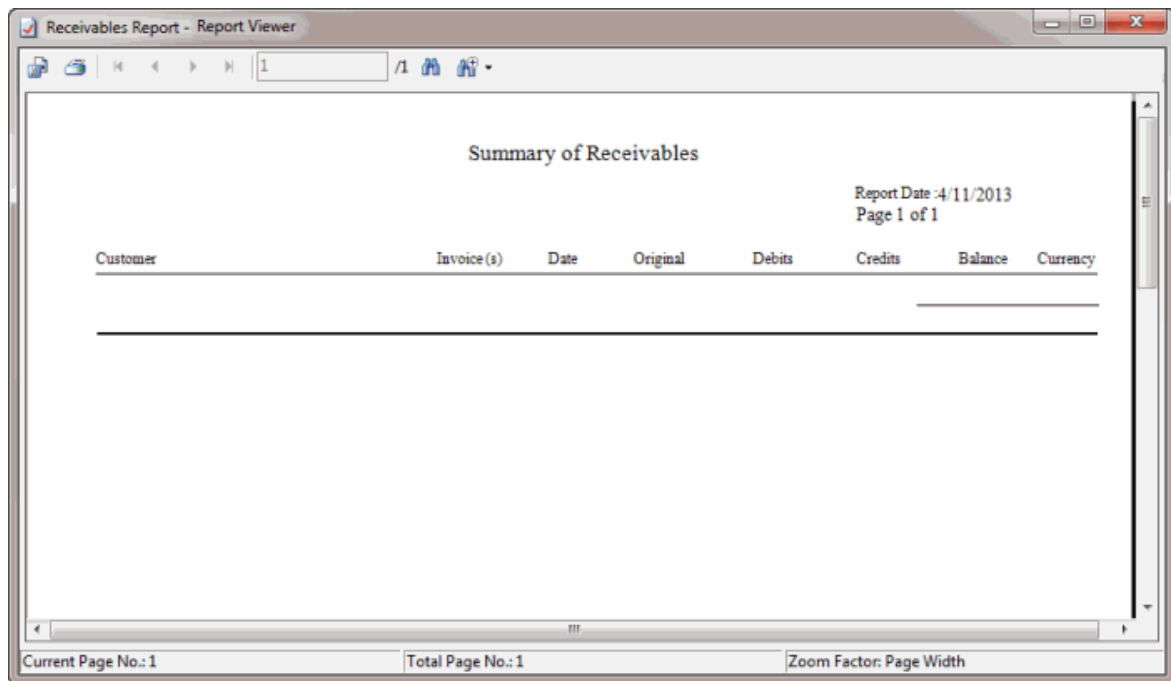 Receivables Report - Report Viewer
1 /1
Summary of Receivables
Report Date :4/11/2013
Page 1 of 1
Customer Invoice(s) Date Original Debits Credits Balance Currency
Current Page No.: 1 Total Page No.: 1 Zoom Factor: Page Width